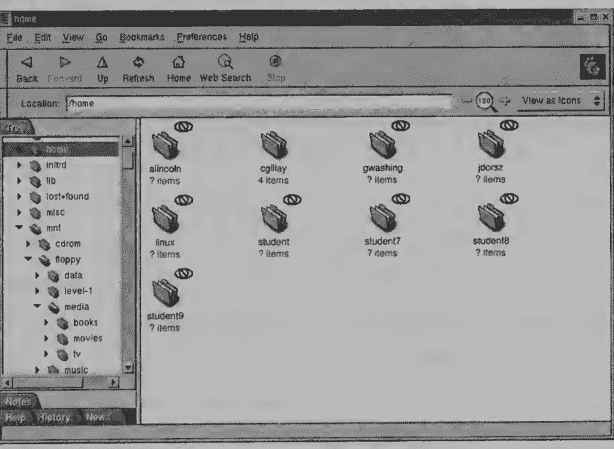 home
File Edit View Go Bookmarks Preferences Help
Back Forward Up Refresh Home Web Search Stop
Location: /home 100 View as Icons
Tree
home
initrd
lib
lost+found
misc
mnt
cdrom
floppy
data
level-1
media
books
movies
tv
music
Notes
Help History News
alincoln cgillay gwashing jdorsz
? items 4 items ? items ? items
linux student student7 student8
? items ? items ? items ? items
student9
? items